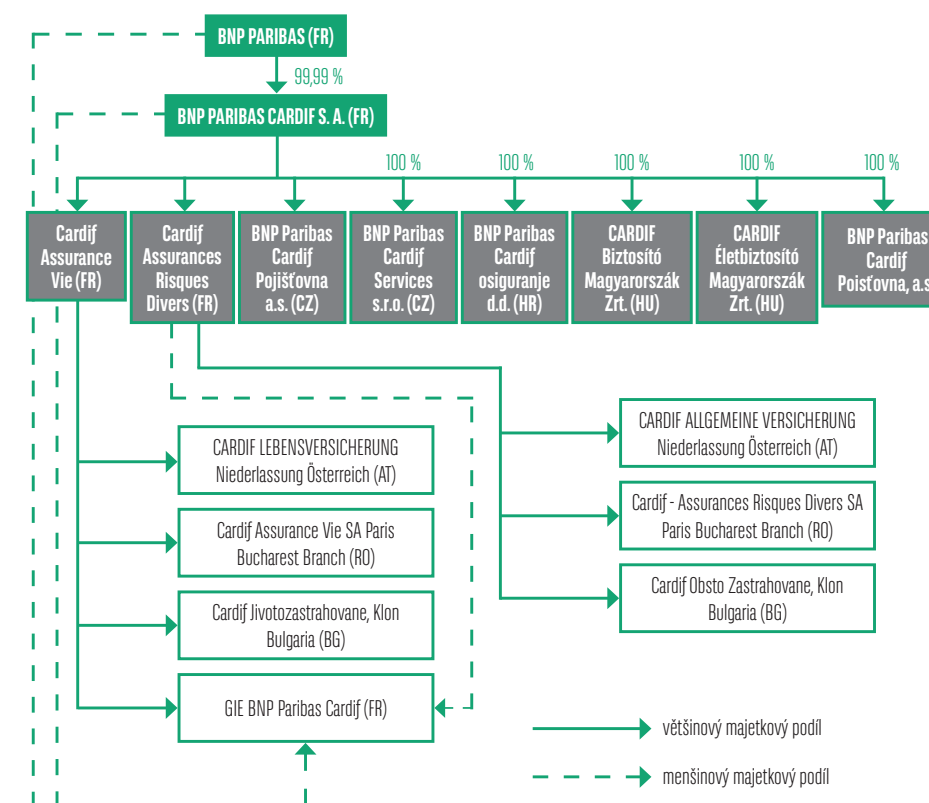 BNP PARIBAS (FR)
99,99 %
BNP PARIBAS CARDIF S. A. (FR)
100 %
100 %
100 %
100 %
100 %
Cardif
Assurance
Vie (FR)
Cardif
Assurances
Risques
Divers (FR)
BNP Paribas
Cardif
Pojišťovna
a.s. (CZ)
BNP Paribas
Cardif
Services
s.r.o. (CZ)
BNP Paribas
Cardif
osiguranje
d.d. (HR)
CARDIF
Biztosító
Magyarorszák
Zrt. (HU)
CARDIF
Életbiztosító
Magyarorszák
Zrt. (HU)
BNP Paribas
Cardif
Poisťovna, a.s
CARDIF LEBENSVERSICHERUNG
Niederlassung Österreich (AT)
Cardif Assurance Vie SA Paris
Bucharest Branch (RO)
Cardif Jivotozastrahovane, Klon
Bulgaria (BG)
GIE BNP Paribas Cardif (FR)
CARDIF ALLGEMEINE VERSICHERUNG
Niederlassung Österreich (AT)
Cardif - Assurances Risques Divers SA
Paris Bucharest Branch (RO)
Cardif Obsto Zastrahovane, Klon
Bulgaria (BG)
většinový majetkový podíl
menšinový majetkový podíl